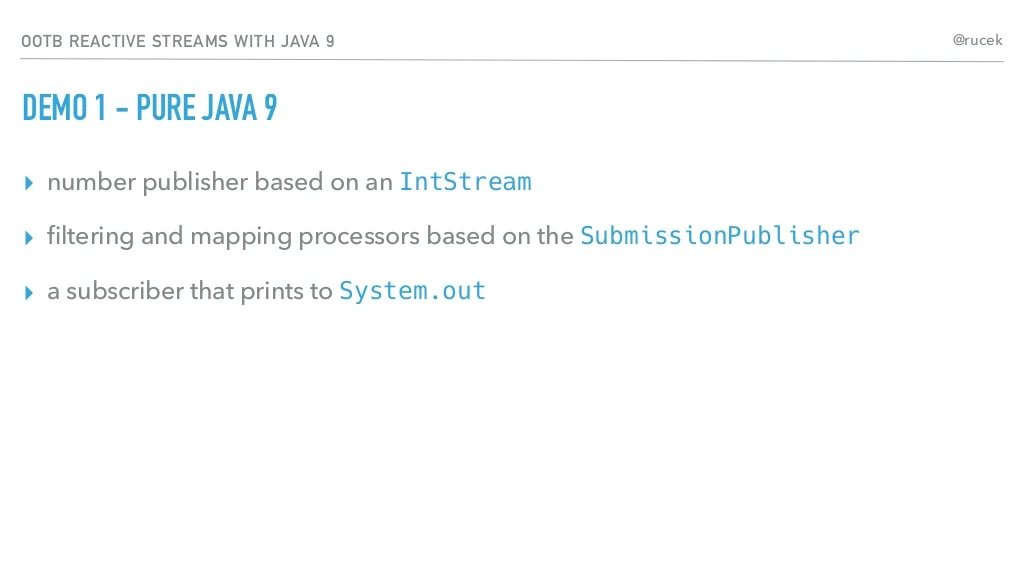 OOTB REACTIVE STREAMS WITH JAVA 9
@rucek
DEMO 1 - PURE JAVA 9
▸ number publisher based on an IntStream
▸ filtering and mapping processors based on the SubmissionPublisher
▸ a subscriber that prints to System.out